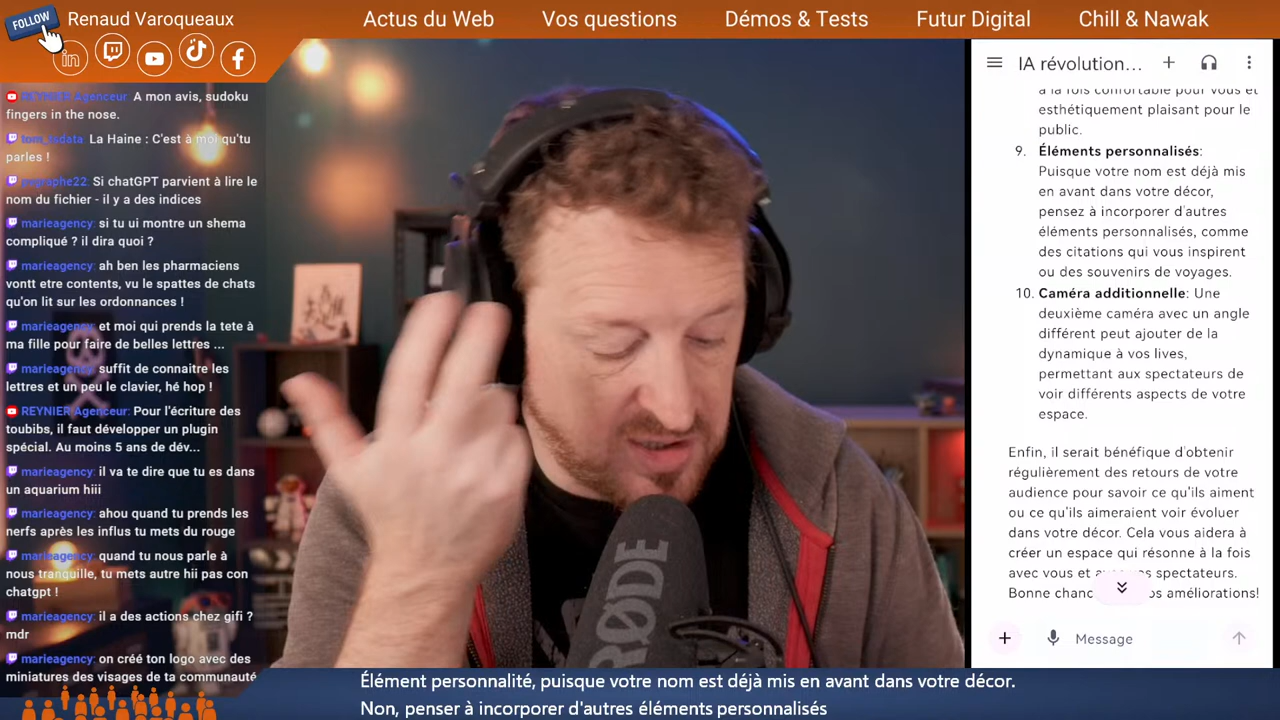 FOLLOW
Renaud Varoqueaux
Actus du Web
Vos questions
Démos & Tests
Futur Digital
Chill & Nawak
in
REYNIER Agenceur: A mon avis, sudoku
fingers in the nose.
La Haine : C'est à moi qu'tu
parles !
Si chatGPT parvient à lire le
nom du fichier - il y a des indices
marieagency: si tu ui montre un shema
compliqué ? il dira quoi ?
marieagency: ah ben les pharmaciens
vontt etre contents, vu le spattes de chats
qu'on lit sur les ordonnances !
marieagency: et moi qui prends la tete à
ma fille pour faire de belles lettres ...
marieagency: suffit de connaitre les
lettres et un peu le clavier, hé hop !
REYNIER Agenceur: Pour l'écriture des
toubibs, il faut développer un plugin
spécial. Au moins 5 ans de dév...
marieagency: il va te dire que tu es dans
un aquarium hiii
marieagency: ahou quand tu prends les
nerfs après les influs tu mets du rouge
marieagency: quand tu nous parle à
nous tranquille, tu mets autre hii pas con
chatgpt !
marieagency: il a des actions chez gifi ?
mdr
marieagency: on créé ton logo avec des
miniatures des visages de ta communauté
RØDE
IA révolution...
à la fois confortable pour vous et
esthétiquement plaisant pour le
public.
9. Éléments personnalisés:
Puisque votre nom est déjà mis
en avant dans votre décor,
pensez à incorporer d'autres
éléments personnalisés, comme
des citations qui vous inspirent
ou des souvenirs de voyages.
10. Caméra additionnelle: Une
deuxième caméra avec un angle
différent peut ajouter de la
dynamique à vos lives,
permettant aux spectateurs de
voir différents aspects de votre
espace.
Enfin, il serait bénéfique d'obtenir
régulièrement des retours de votre
audience pour savoir ce qu'ils aiment
ou ce qu'ils aimeraient voir évoluer
dans votre décor. Cela vous aidera à
créer un espace qui résonne à la fois
avec vous et spectateurs.
Bonne chanc os améliorations!
Message
Élément personnalité, puisque votre nom est déjà mis en avant dans votre décor.
Non, penser à incorporer d'autres éléments personnalisés